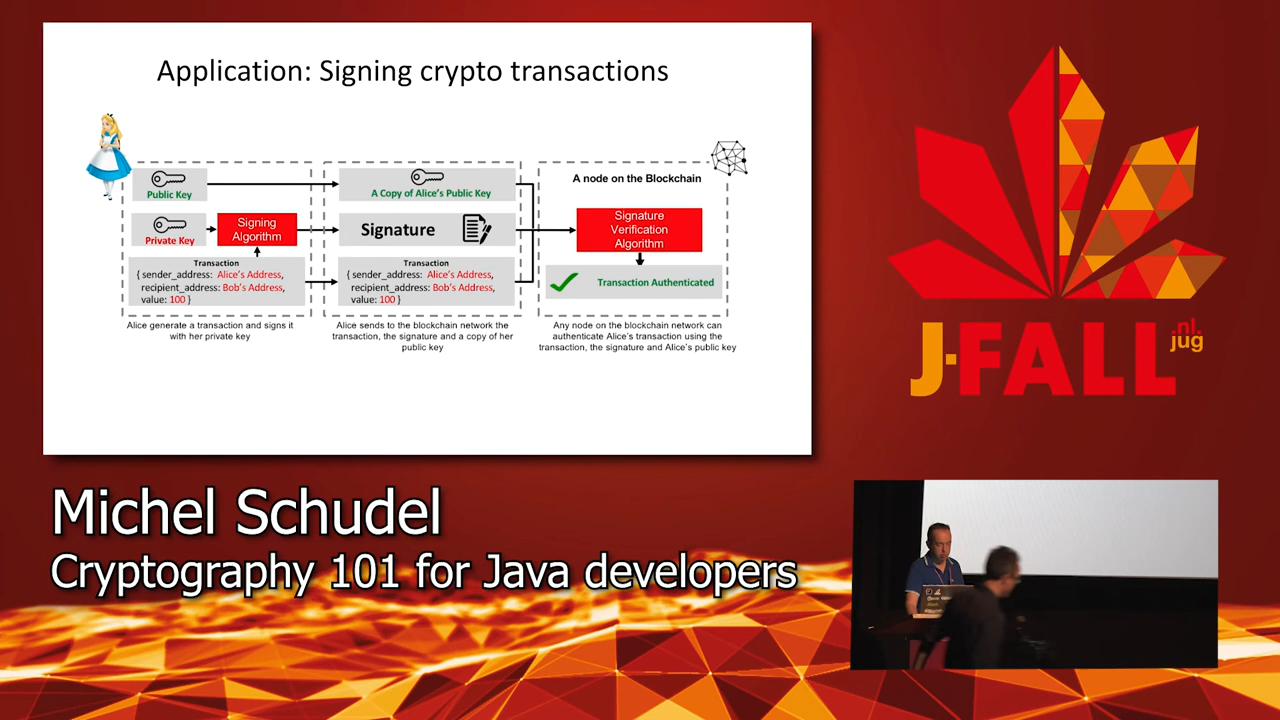 Application: Signing crypto transactions
Public Key
Private Key
Signing
Algorithm
Transaction
{ sender_address: Alice's Address,
recipient_address: Bob's Address,
value: 100 }
Alice generate a transaction and signs it
with her private key
A Copy of Alice's Public Key
Signature
Transaction
{ sender_address: Alice's Address,
recipient_address: Bob's Address,
value: 100 }
Alice sends to the blockchain network the
transaction, the signature and a copy of her
public key
A node on the Blockchain
Signature
Verification
Algorithm
Transaction Authenticated
Any node on the blockchain network can
authenticate Alice's transaction using the
transaction, the signature and Alice's public key
J-FALL
nl.
jug
Michel Schudel
Cryptography 101 for Java developers